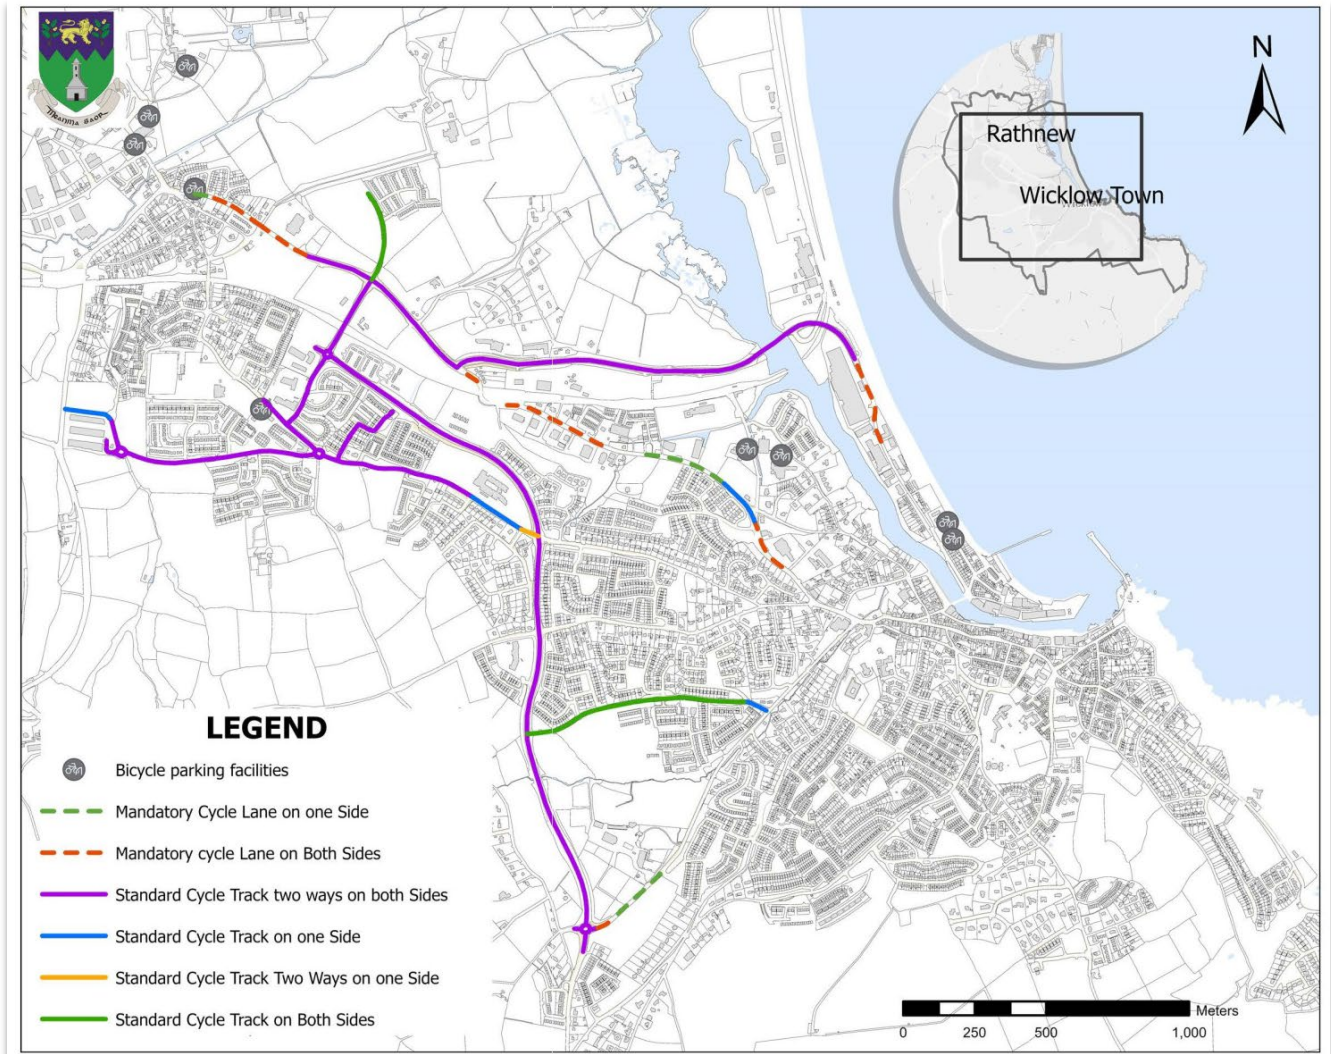 Meanma Saor
N
Rathnew
Wicklow Town
LEGEND
Bicycle parking facilities
Mandatory Cycle Lane on one Side
Mandatory cycle Lane on Both Sides
Standard Cycle Track two ways on both Sides
Standard Cycle Track on one Side
Standard Cycle Track Two Ways on one Side
Standard Cycle Track on Both Sides
Meters
0 250 500 1,000